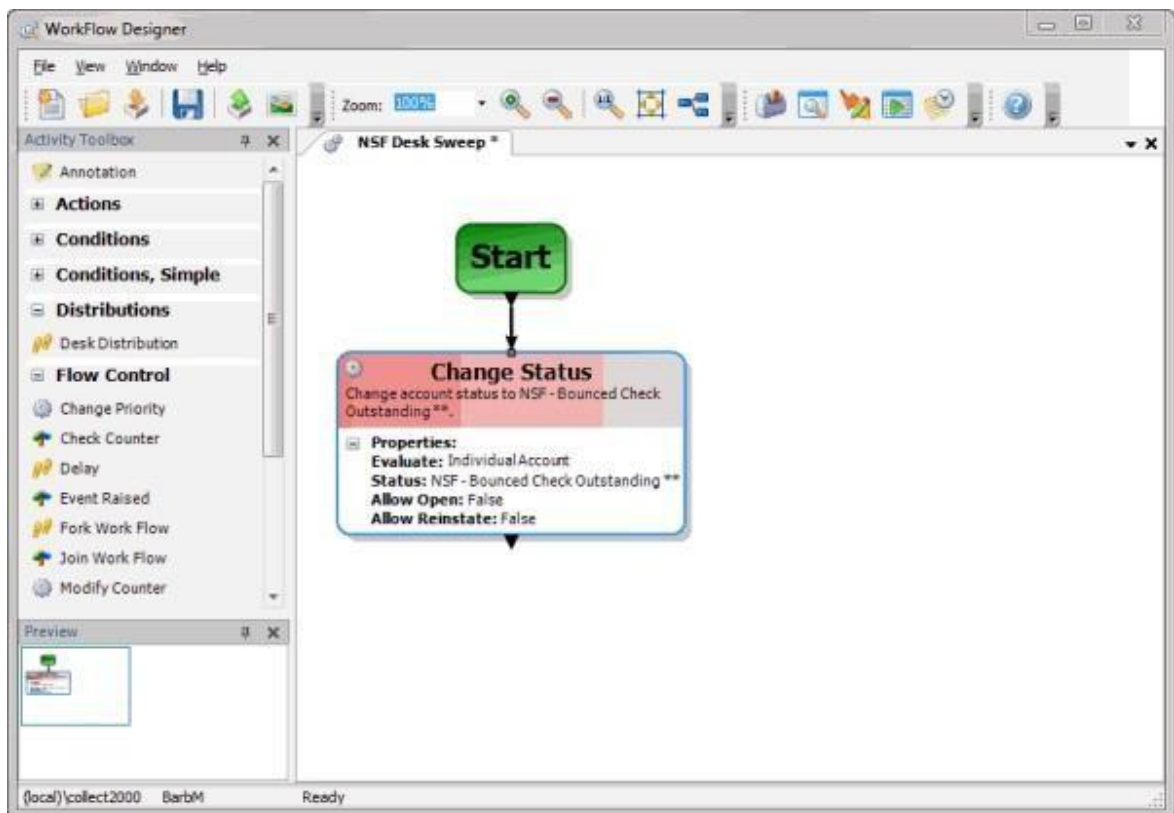 WorkFlow Designer
File View Window Help
Zoom: 100%
Activity Toolbox
NSF Desk Sweep *
Annotation
Actions
Conditions
Conditions, Simple
Distributions
Desk Distribution
Flow Control
Change Priority
Check Counter
Delay
Event Raised
Fork Work Flow
Join Work Flow
Modify Counter
Preview
Start
Change Status
Change account status to NSF - Bounced Check
Outstanding **.
Properties:
Evaluate: Individual Account
Status: NSF - Bounced Check Outstanding **
Allow Open: False
Allow Reinstate: False
(local)\collect2000 BarbM Ready